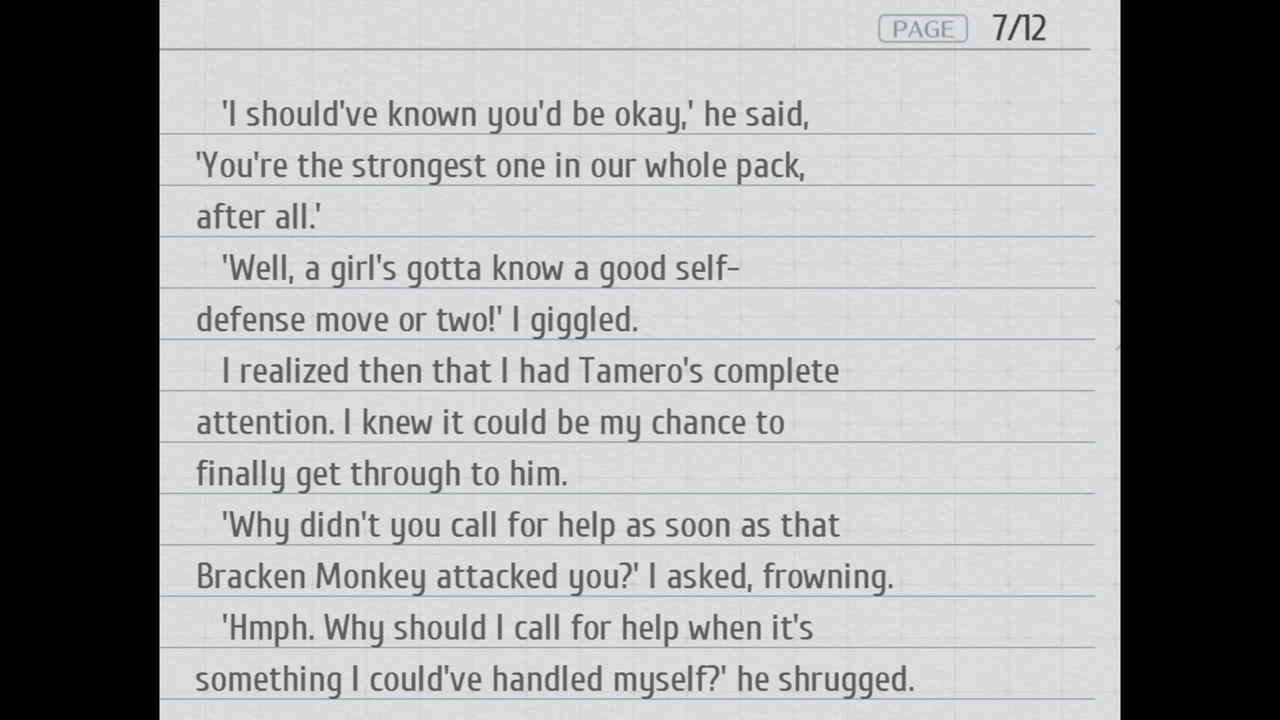 PAGE 7/12
'I should've known you'd be okay,' he said,
'You're the strongest one in our whole pack,
after all.'
'Well, a girl's gotta know a good self-
defense move or two!' I giggled.
I realized then that I had Tamero's complete
attention. I knew it could be my chance to
finally get through to him.
'Why didn't you call for help as soon as that
Bracken Monkey attacked you?' I asked, frowning.
'Hmph. Why should I call for help when it's
something I could've handled myself?' he shrugged.